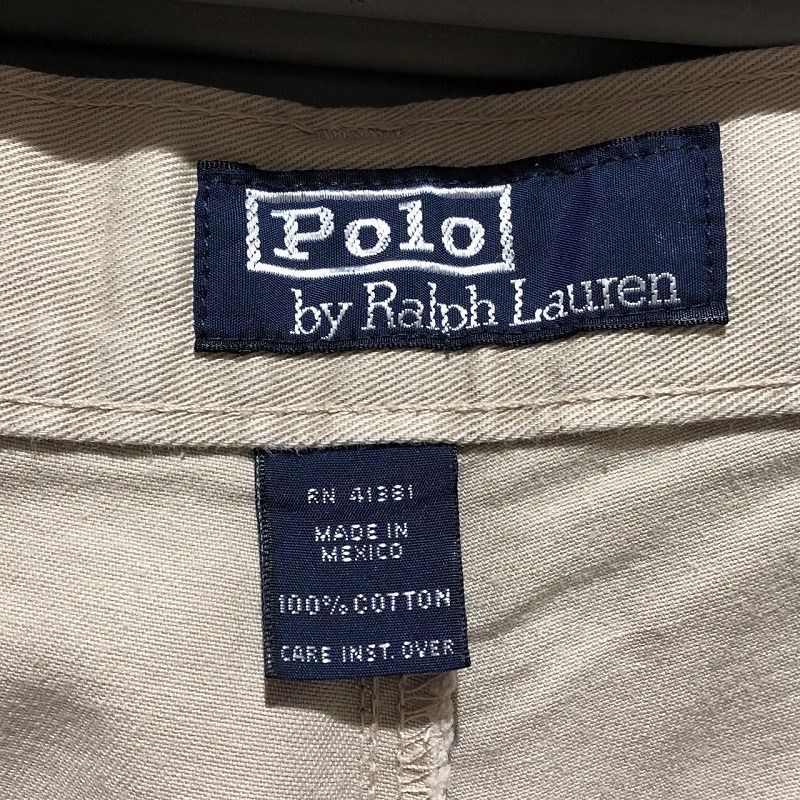 Polo
by Ralph Lauren
RN 41381
MADE IN
MEXICO
100% COTTON
CARE INST. OVER